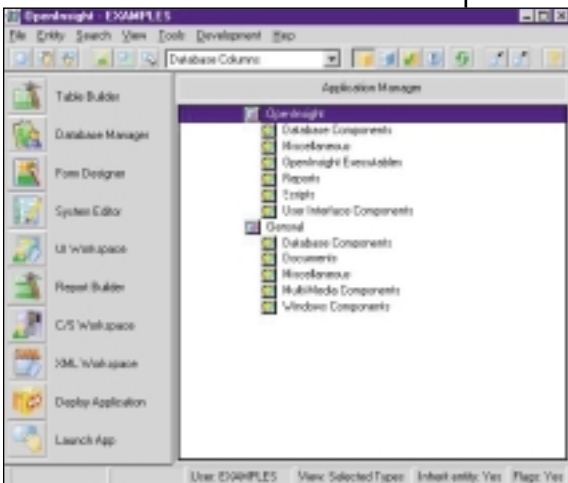 OpenInsight - EXAMPLES
File Entity Search View Tools Development Help
Database Columns
Application Manager
Table Builder
Database Manager
Form Designer
System Editor
UI Workspace
Report Builder
C/S Workspace
XML Workspace
Deploy Application
Launch App
OpenInsight
Database Components
Miscellaneous
OpenInsight Executables
Reports
Scripts
User Interface Components
General
Database Components
Documents
Miscellaneous
MultiMedia Components
Windows Components
User: EXAMPLES View: Selected Types Inherit entity: Yes Flags: Yes